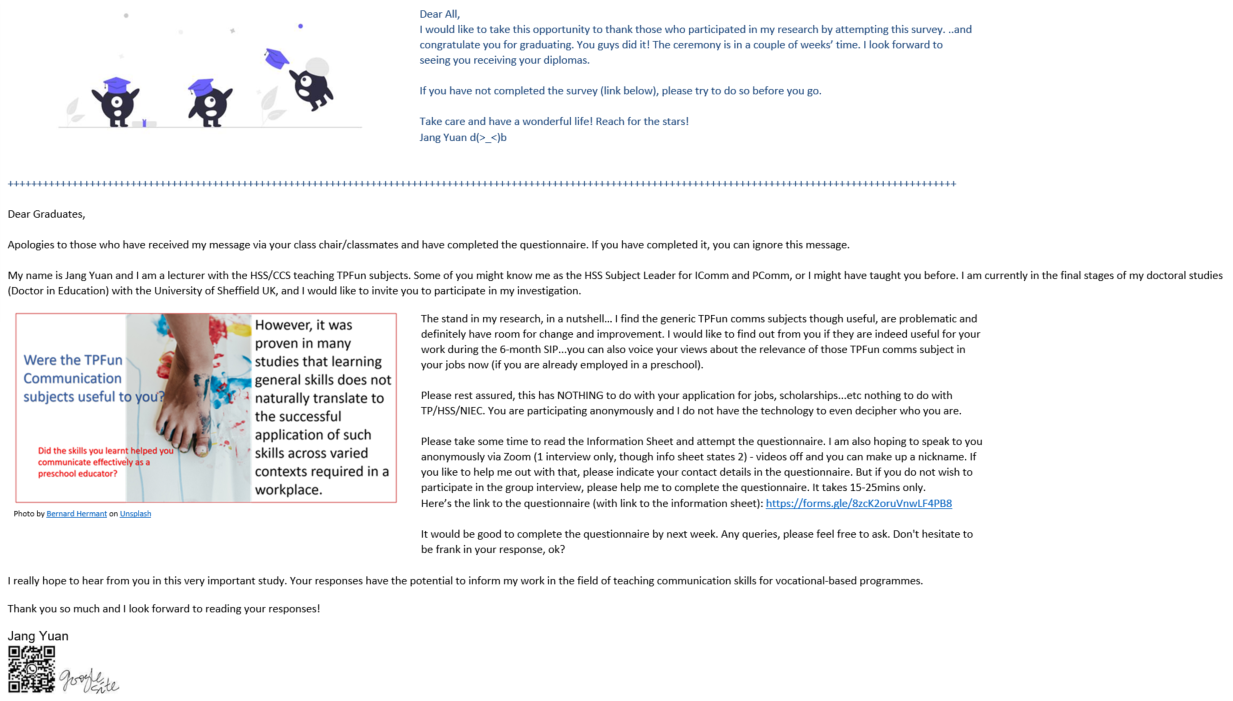 Dear All,
I would like to take this opportunity to thank those who participated in my research by attempting this survey. ..and
congratulate you for graduating. You guys did it! The ceremony is in a couple of weeks’ time. I look forward to
seeing you receiving your diplomas.
If you have not completed the survey (link below), please try to do so before you go.
Take care and have a wonderful life! Reach for the stars!
Jang Yuan d(>_<)b
++++++++++++++++++++++++++++++++++++++++++++++++++++++++++++++++++++++++++++++++++++++++++++++++++++++++++++++++++++++++++++++++++++++++++++++++++++++++++++++++
Dear Graduates,
Apologies to those who have received my message via your class chair/classmates and have completed the questionnaire. If you have completed it, you can ignore this message.
My name is Jang Yuan and I am a lecturer with the HSS/CCS teaching TPFun subjects. Some of you might know me as the HSS Subject Leader for IComm and PComm, or I might have taught you before. I am currently in the final stages of my doctoral studies
(Doctor in Education) with the University of Sheffield UK, and I would like to invite you to participate in my investigation.
Were the TPFun
Communication
subjects useful to you?
Did the skills you learnt helped you
communicate effectively as a
preschool educator?
However, it was
proven in many
studies that learning
general skills does not
naturally translate to
the successful
application of such
skills across varied
contexts required in a
workplace.
Photo by Bernard Hermant on Unsplash
The stand in my research, in a nutshell... I find the generic TPFun comms subjects though useful, are problematic and
definitely have room for change and improvement. I would like to find out from you if they are indeed useful for your
work during the 6-month SIP...you can also voice your views about the relevance of those TPFun comms subject in
your jobs now (if you are already employed in a preschool).
Please rest assured, this has NOTHING to do with your application for jobs, scholarships...etc nothing to do with
TP/HSS/NIEC. You are participating anonymously and I do not have the technology to even decipher who you are.
Please take some time to read the Information Sheet and attempt the questionnaire. I am also hoping to speak to you
anonymously via Zoom (1 interview only, though info sheet states 2) - videos off and you can make up a nickname. If
you like to help me out with that, please indicate your contact details in the questionnaire. But if you do not wish to
participate in the group interview, please help me to complete the questionnaire. It takes 15-25mins only.
Here’s the link to the questionnaire (with link to the information sheet): https://forms.gle/8zcK2oruVnwLF4PB8
It would be good to complete the questionnaire by next week. Any queries, please feel free to ask. Don't hesitate to
be frank in your response, ok?
I really hope to hear from you in this very important study. Your responses have the potential to inform my work in the field of teaching communication skills for vocational-based programmes.
Thank you so much and I look forward to reading your responses!
Jang Yuan
google
site